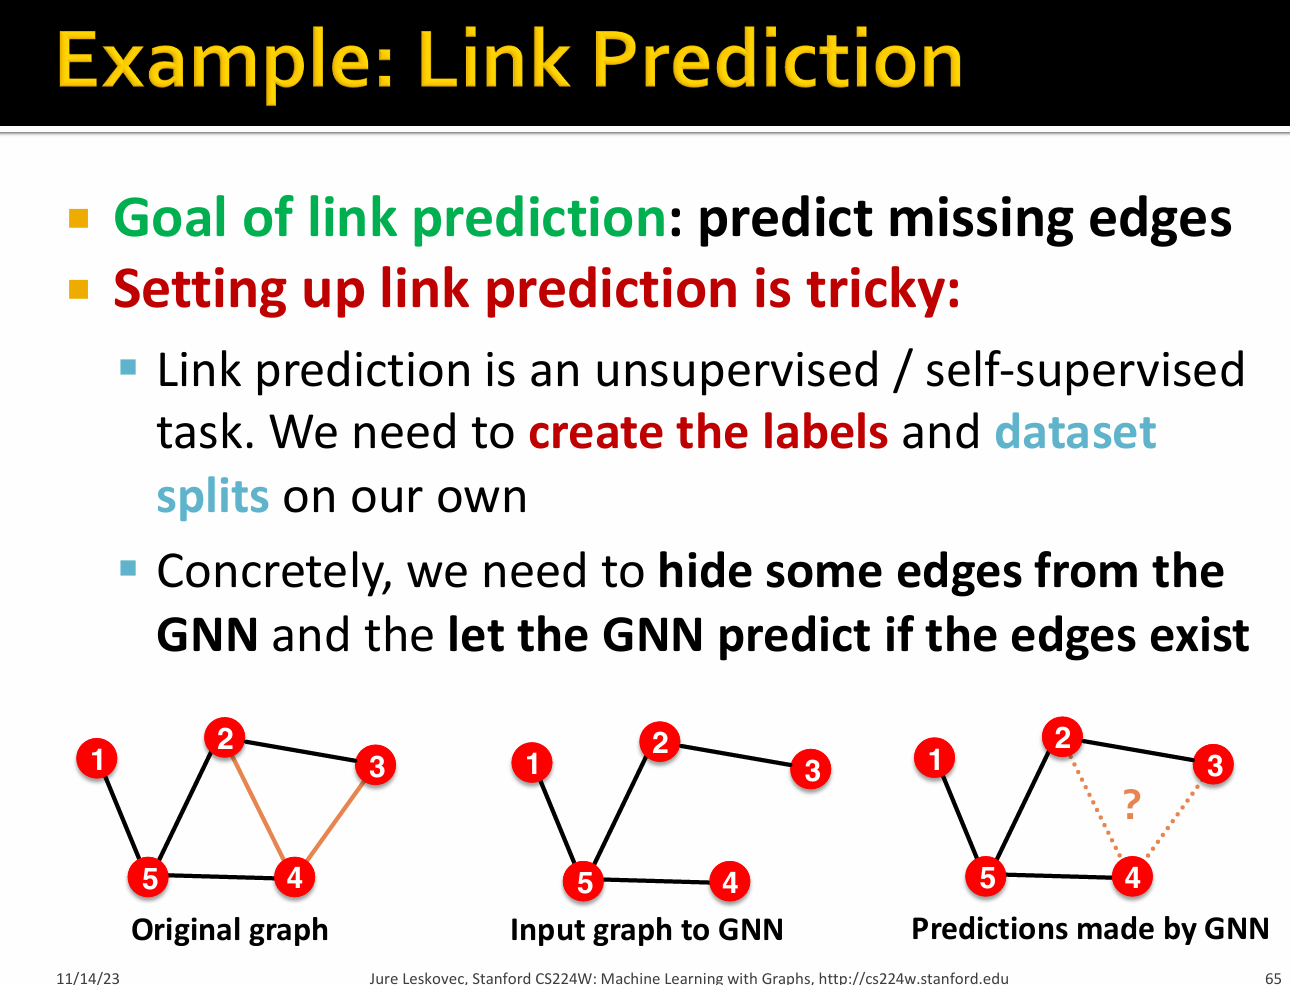 Example: Link Prediction
Goal of link prediction: predict missing edges
Setting up link prediction is tricky:
Link prediction is an unsupervised / self-supervised
task. We need to create the labels and dataset
splits on our own
Concretely, we need to hide some edges from the
GNN and the let the GNN predict if the edges exist
1
2
3
5
4
Original graph
1
2
3
5
4
Input graph to GNN
1
2
3
?
5
4
Predictions made by GNN
11/14/23
Jure Leskovec, Stanford CS224W: Machine Learning with Graphs, http://cs224w.stanford.edu
65